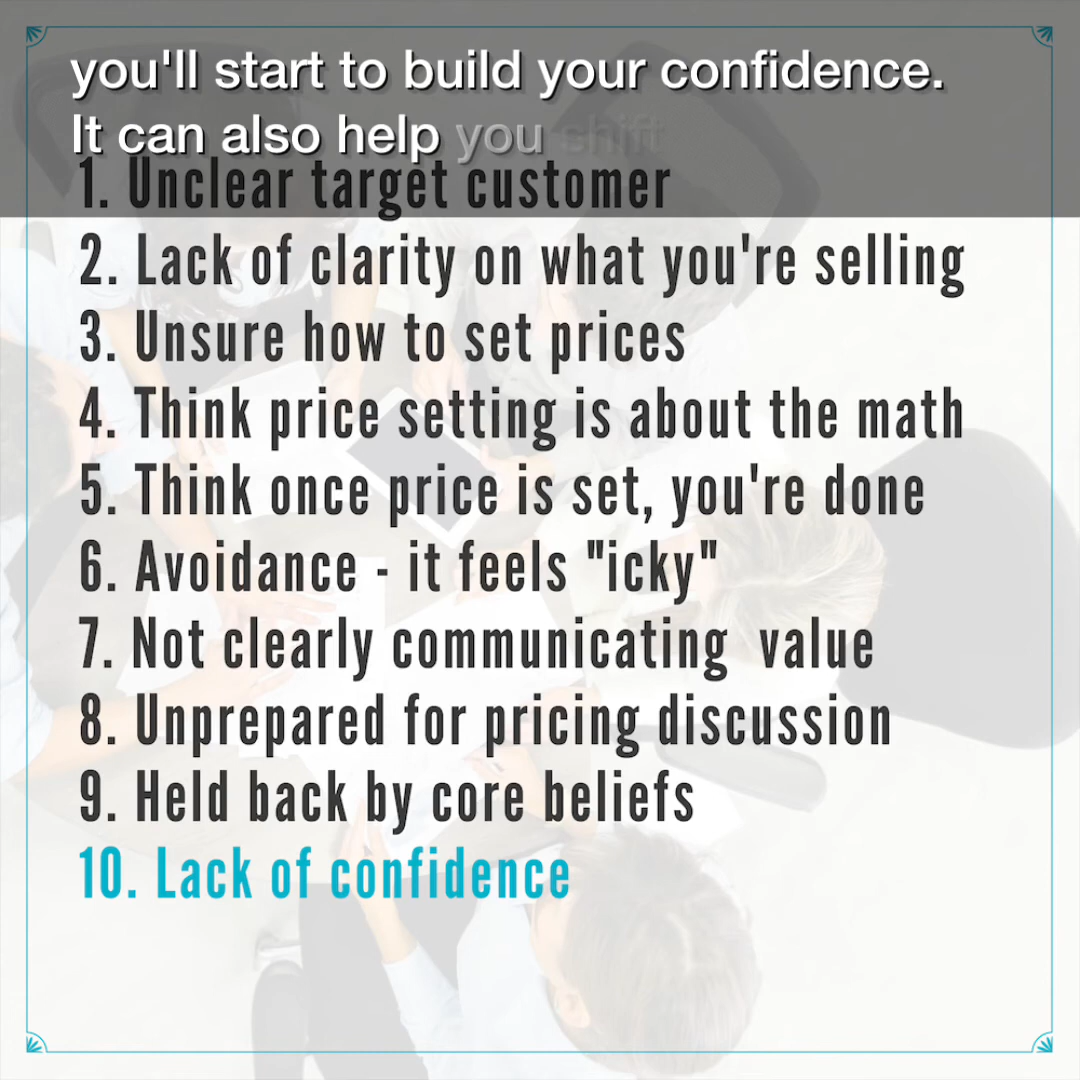 you'll start to build your confidence.
It can also help you shift
1. Unclear target customer
2. Lack of clarity on what you're selling
3. Unsure how to set prices
4. Think price setting is about the math
5. Think once price is set, you're done
6. Avoidance - it feels "icky"
7. Not clearly communicating  value
8. Unprepared for pricing discussion
9. Held back by core beliefs
10. Lack of confidence